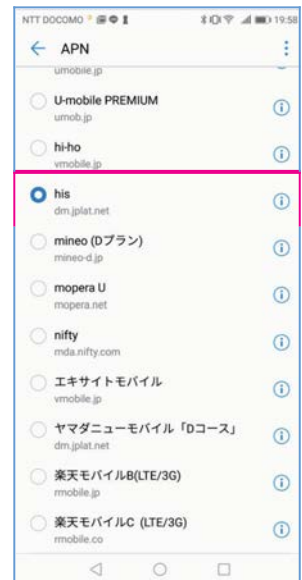 NTT DOCOMO 19:58
APN
umobile.jp
U-mobile PREMIUM
umob.jp
hi-ho
vmobile.jp
his
dm.jplat.net
mineo (Dプラン)
mineo-d.jp
mopera U
mopera.net
nifty
mda.nifty.com
エキサイトモバイル
vmobile.jp
ヤマダニューモバイル「Dコース」
dm.jplat.net
楽天モバイルB(LTE/3G)
rmobile.jp
楽天モバイルC (LTE/3G)
rmobile.co